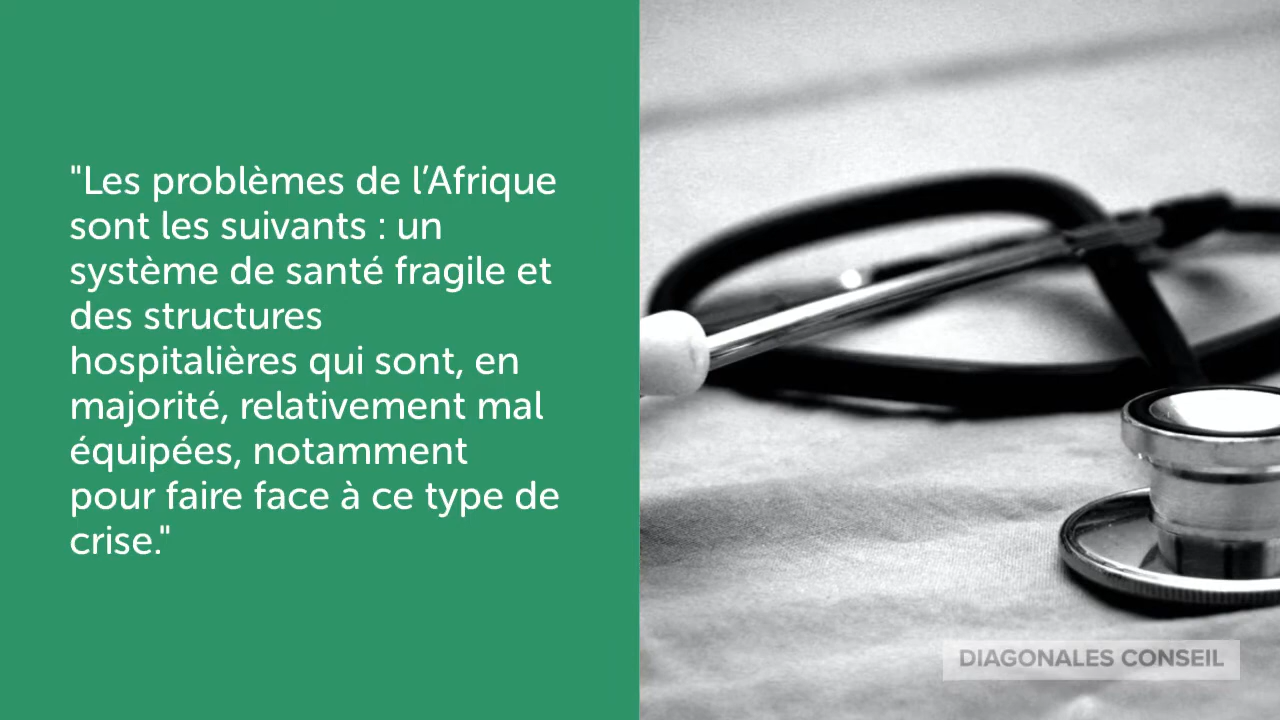 "Les problèmes de l’Afrique
sont les suivants : un
système de santé fragile et
des structures
hospitalières qui sont, en
majorité, relativement mal
équipées, notamment
pour faire face à ce type de
crise."
DIAGONALES CONSEIL